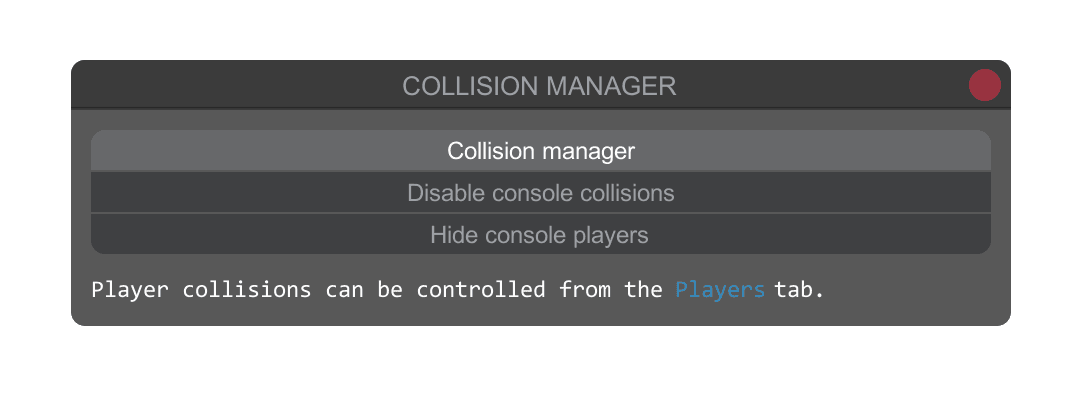 COLLISION MANAGER
Collision manager
Disable console collisions
Hide console players
Player collisions can be controlled from the Players tab.